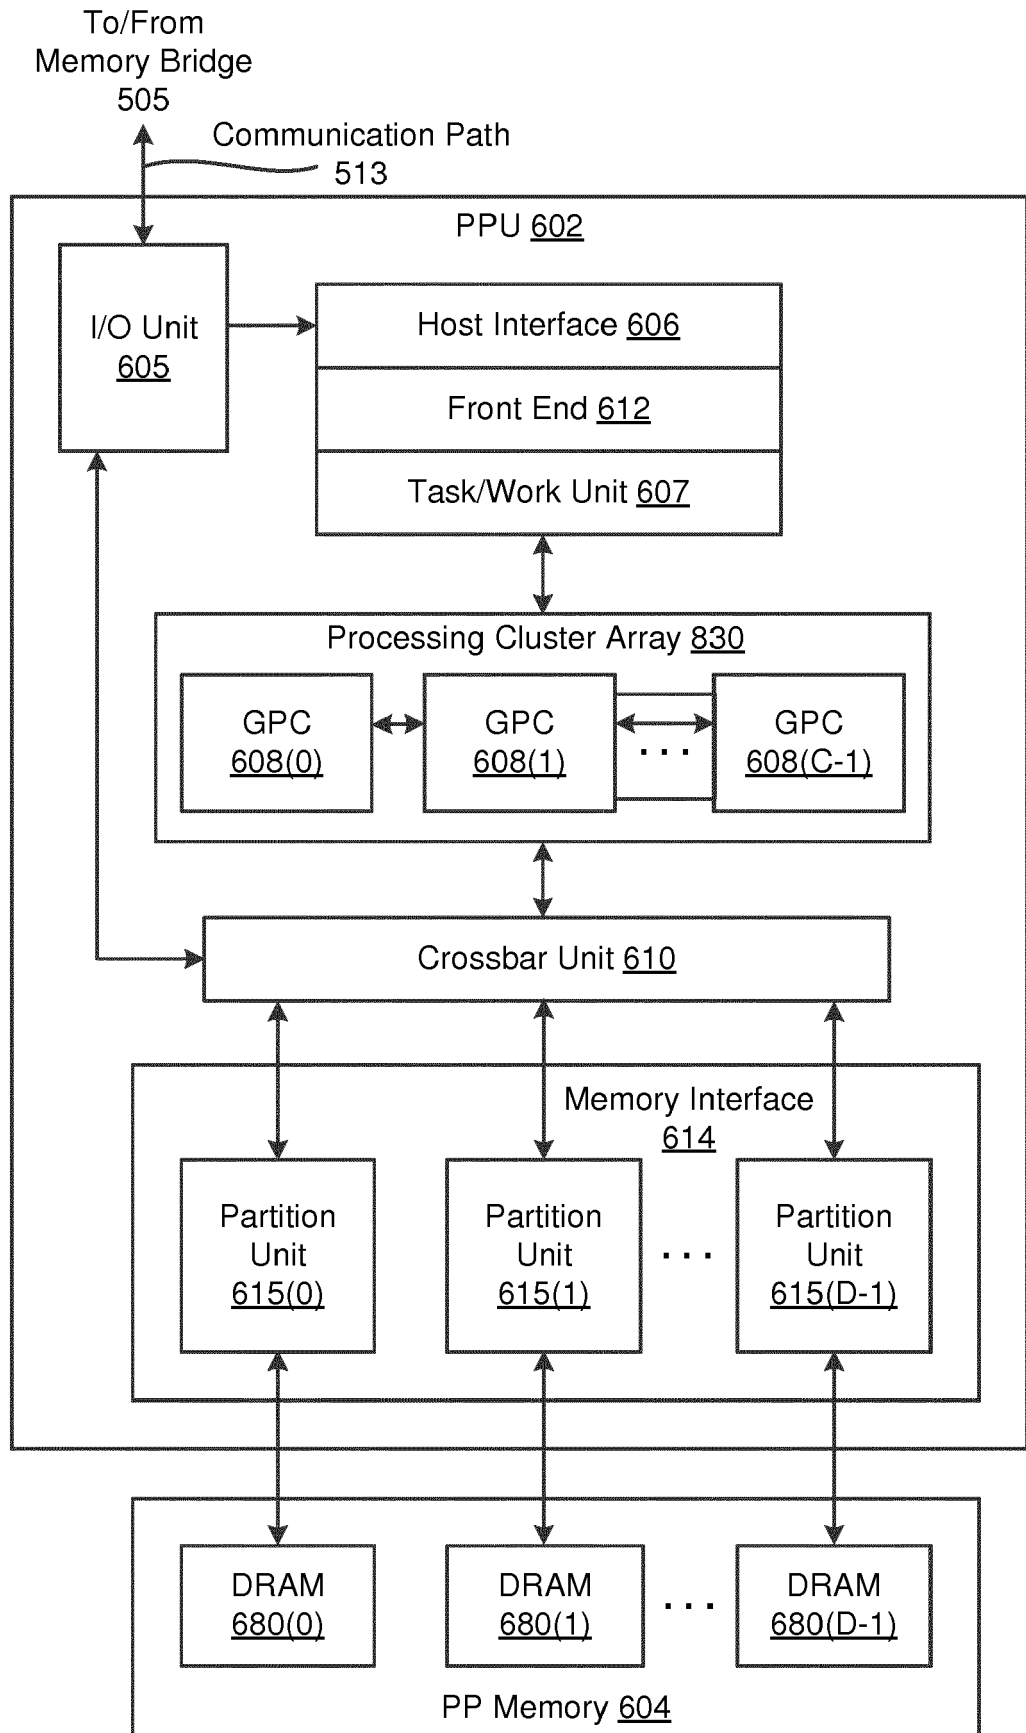 To/From
Memory Bridge
505
Communication Path
513
PPU 602
I/O Unit
605
Host Interface 606
Front End 612
Task/Work Unit 607
Processing Cluster Array 830
GPC
608(0)
GPC
608(1)
. . .
GPC
608(C-1)
Crossbar Unit 610
Memory Interface
614
Partition
Unit
615(0)
Partition
Unit
615(1)
. . .
Partition
Unit
615(D-1)
DRAM
680(0)
DRAM
680(1)
. . .
DRAM
680(D-1)
PP Memory 604